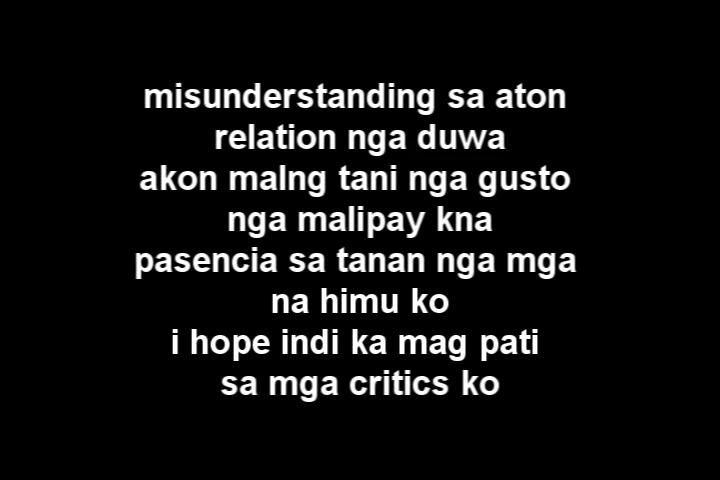 misunderstanding sa aton
relation nga duwa
akon malng tani nga gusto
nga malipay kna
pasencia sa tanan nga mga
na himu ko
i hope indi ka mag pati
sa mga critics ko